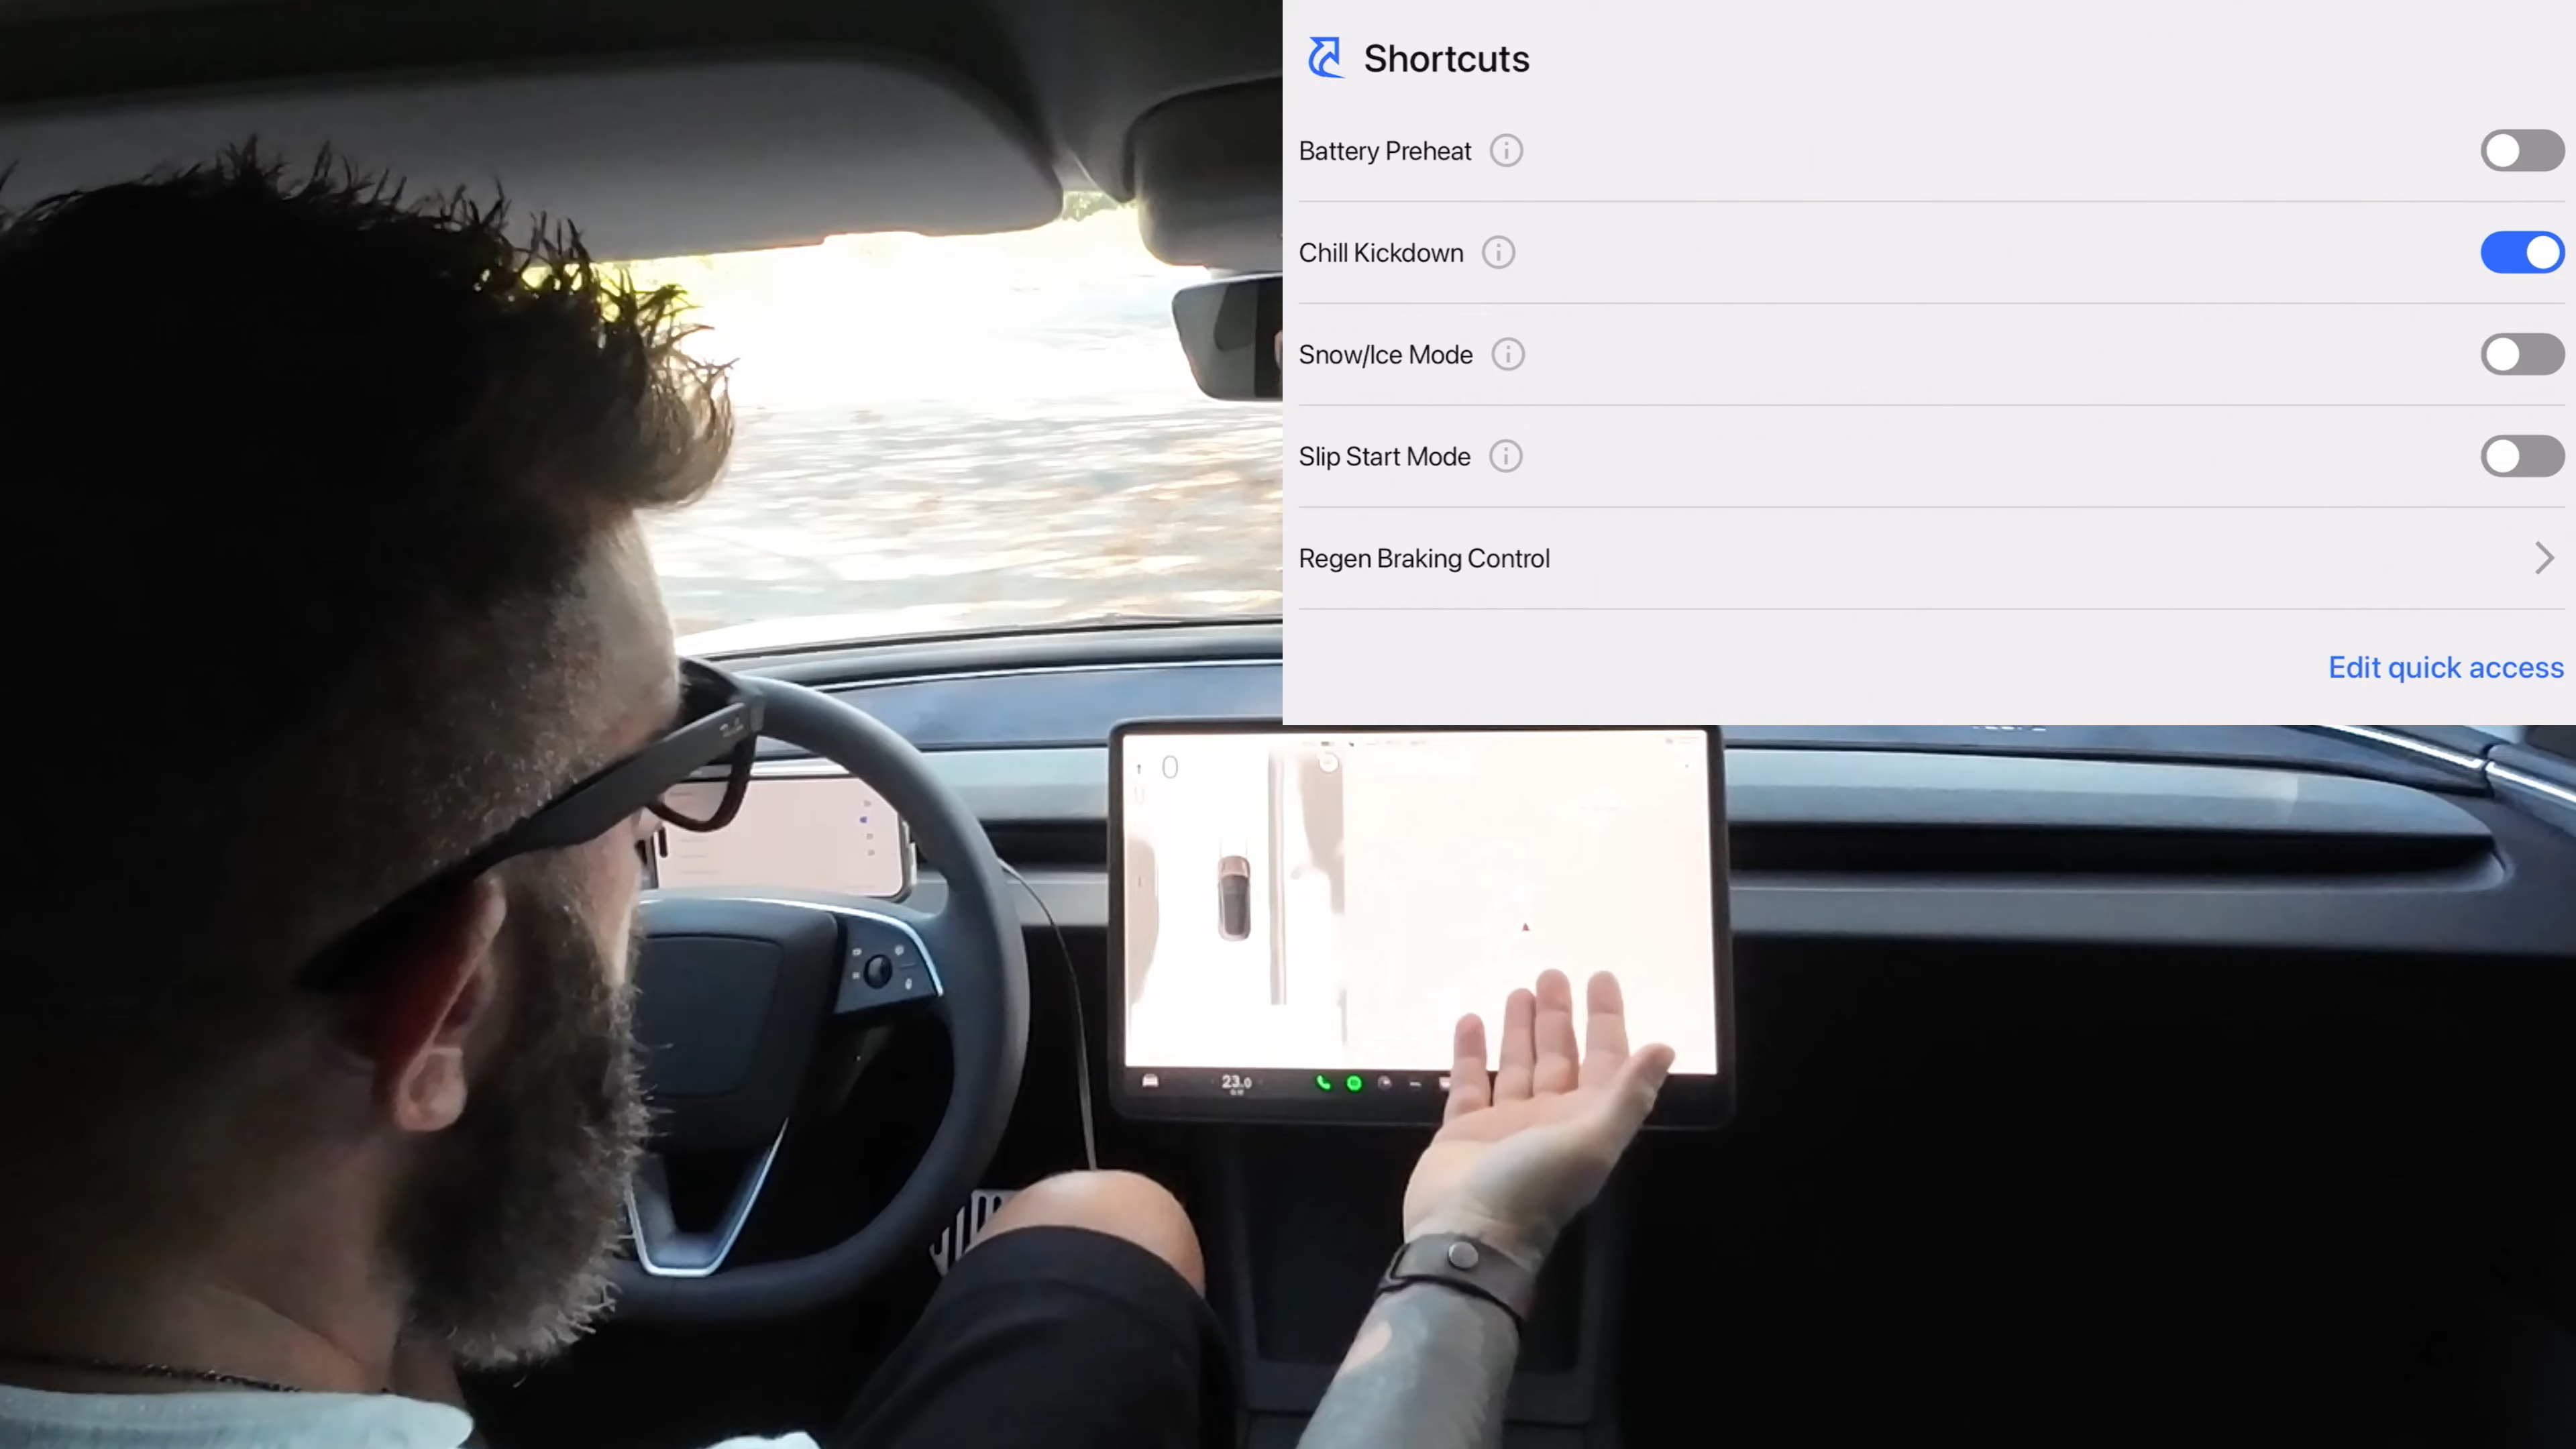 Shortcuts
Battery Preheat
Chill Kickdown
Snow/Ice Mode
Slip Start Mode
Regen Braking Control
Edit quick access
0
23.0